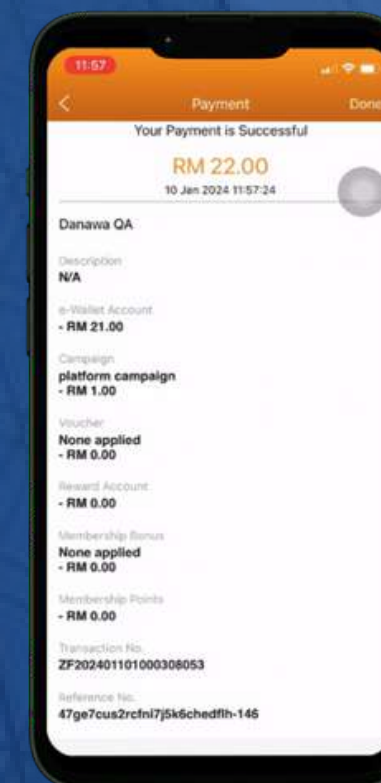 11:57
Payment
Done
Your Payment is Successful
RM 22.00
10 Jan 2024 11:57:24
Danawa QA
Description
N/A
e-Wallet Account
- RM 21.00
Campaign
platform campaign
- RM 1.00
Voucher
None applied
- RM 0.00
Reward Account
- RM 0.00
Membership Bonus
None applied
- RM 0.00
Membership Points
- RM 0.00
Transaction No.
ZF202401101000308053
Reference No.
47ge7cus2rcfni7j5k6chedflh-146